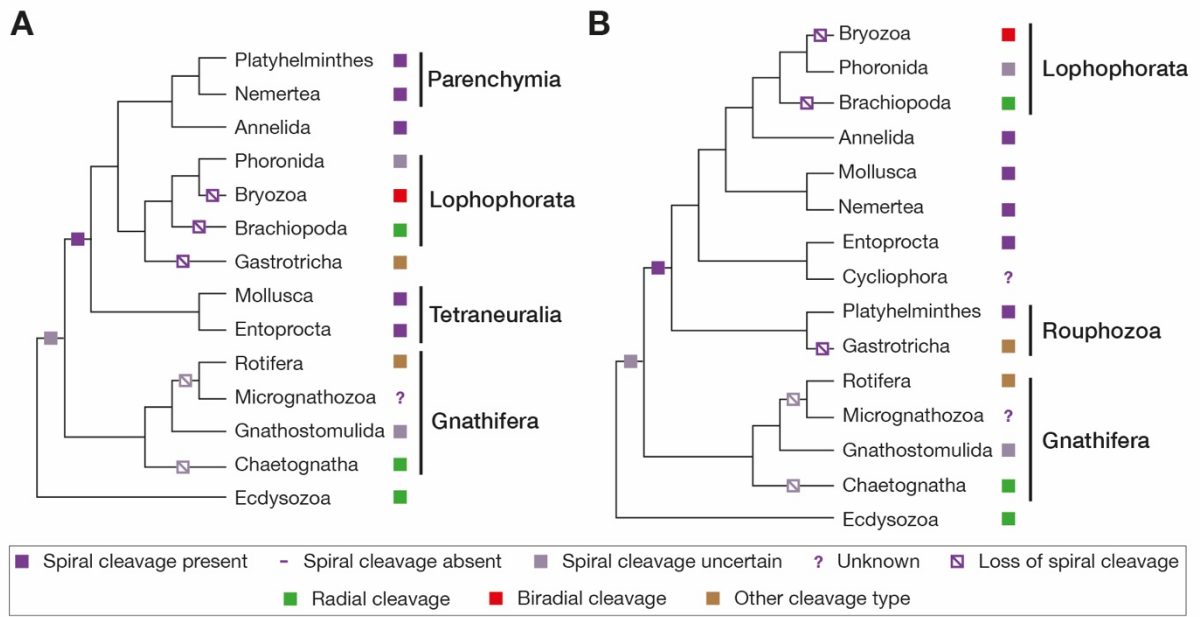 A
Platyhelminthes
Nemertea
Parenchymia
Annelida
Phoronida
Bryozoa
Brachiopoda
Lophophorata
Gastrotricha
Mollusca
Entoprocta
Tetraneuralia
Rotifera
Micrognathozoa ?
Gnathostomulida
Chaetognatha
Gnathifera
Ecdysozoa
B
Bryozoa
Phoronida
Brachiopoda
Lophophorata
Annelida
Mollusca
Nemertea
Entoprocta
Cycliophora ?
Platyhelminthes
Gastrotricha
Rouphozoa
Rotifera
Micrognathozoa ?
Gnathostomulida
Chaetognatha
Gnathifera
Ecdysozoa
Spiral cleavage present – Spiral cleavage absent Spiral cleavage uncertain ? Unknown Loss of spiral cleavage
Radial cleavage Biradial cleavage Other cleavage type